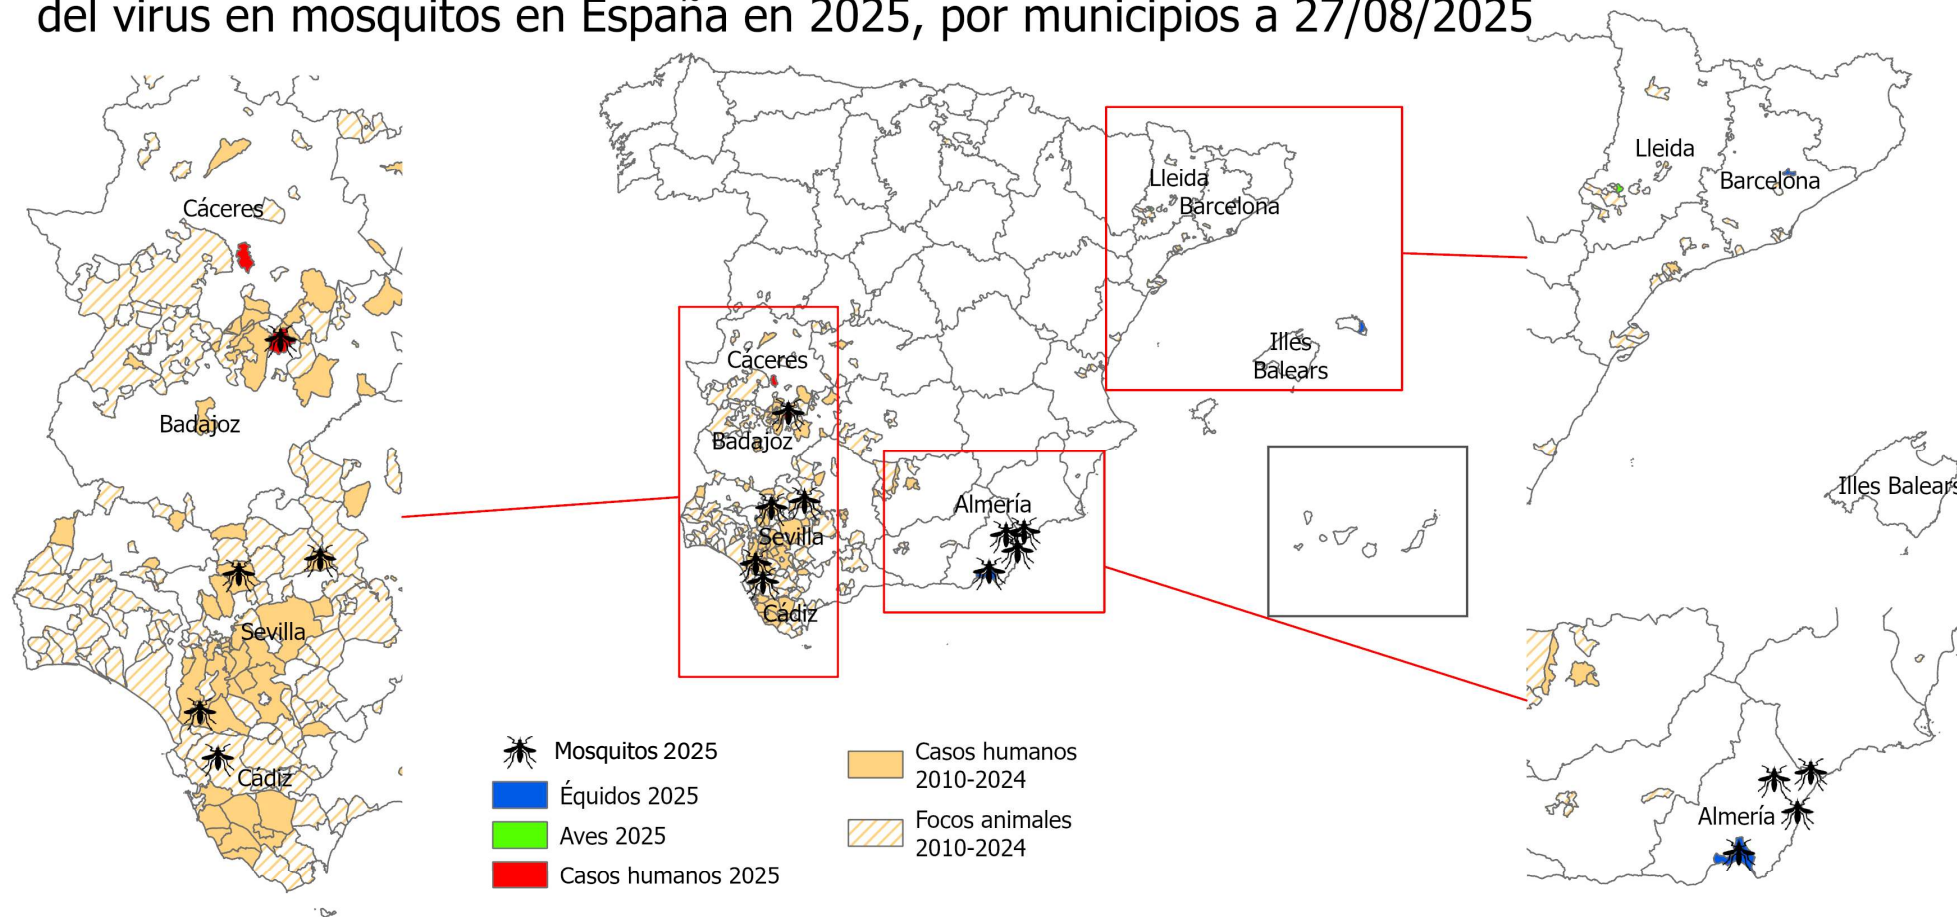 del virus en mosquitos en España en 2025, por municipios a 27/08/2025
Cáceres
Badajoz
Sevilla
Cádiz
Lleida
Barcelona
Illes
Balears
Cáceres
Badajoz
Sevilla
Cádiz
Almería
Lleida
Barcelona
Illes Balears
Almería
Mosquitos 2025
Équidos 2025
Aves 2025
Casos humanos 2025
Casos humanos
2010-2024
Focos animales
2010-2024